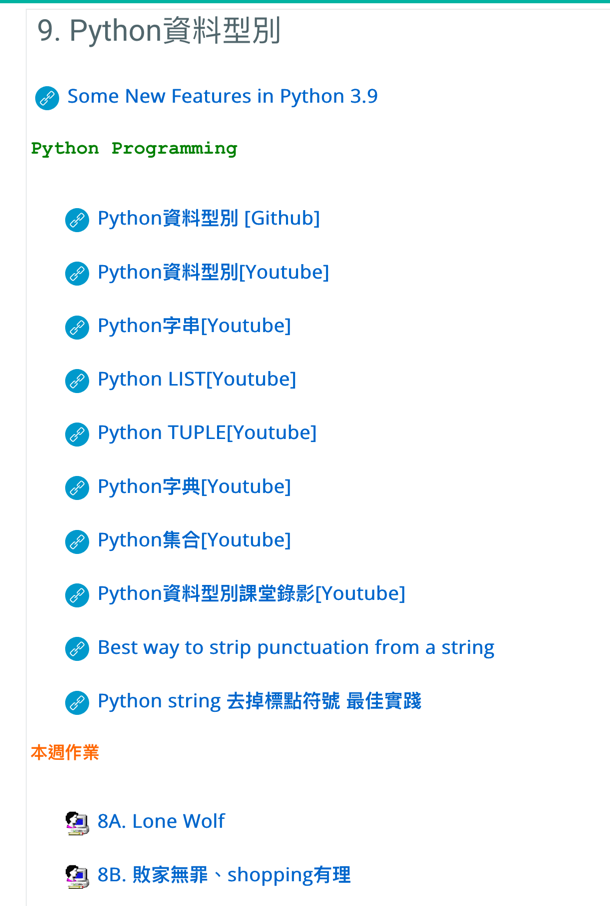 9. Python資料型別
Some New Features in Python 3.9
Python Programming
Python資料型別 [Github]
Python資料型別[Youtube]
Python字串[Youtube]
Python LIST[Youtube]
Python TUPLE[Youtube]
Python字典[Youtube]
Python集合[Youtube]
Python資料型別課堂錄影[Youtube]
Best way to strip punctuation from a string
Python string 去掉標點符號 最佳實踐
本週作業
8A. Lone Wolf
8B. 敗家無罪、shopping有理